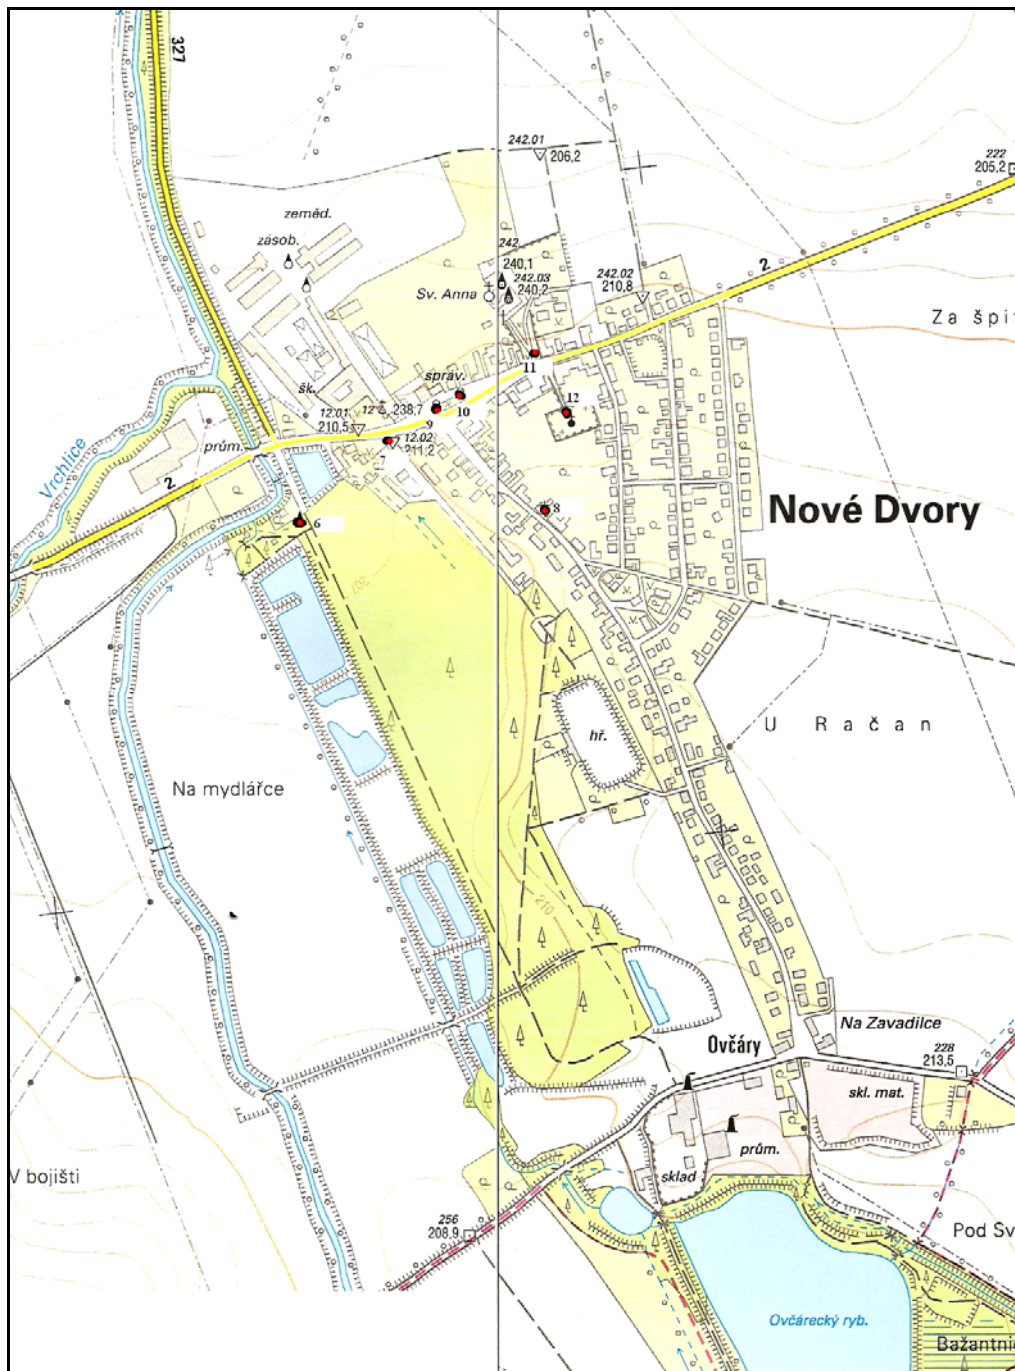 327
242.01
206,2
222
205,2
zeměd.
zásob.
242
240,1
242.03
240,2
242.02
210,8
2
Sv. Anna
Za špit
11
správ.
šk.
12
238,7
10
12
12.01
210,5
9
12.02
211,2
7
prům.
Vrchlice
2
Nové Dvory
8
6
207
U Račan
hř.
Na mydlářce
210
Na Zavadilce
Ovčáry
228
213,5
skl. mat.
prům.
sklad
V bojišti
256
208,9
Pod Sv
Ovčárecký ryb.
Bažantni